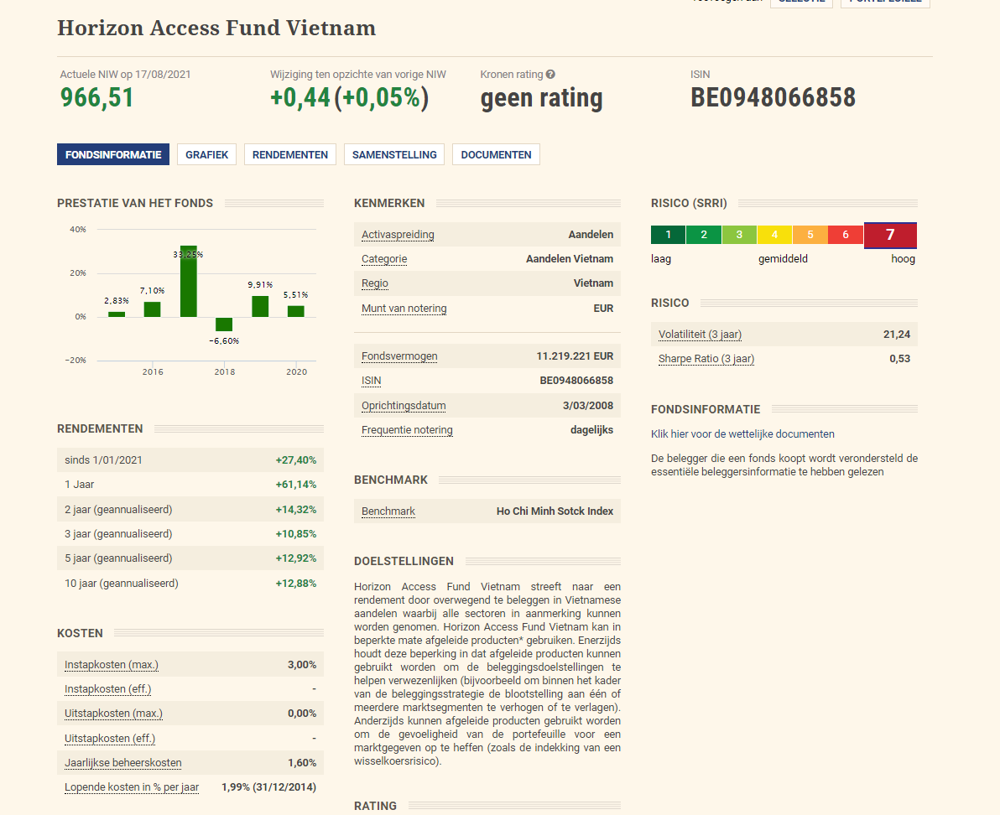 Toevoegen aan SELECTIE PORTEFEUILLE
Horizon Access Fund Vietnam
Actuele NIW op 17/08/2021
966,51
Wijziging ten opzichte van vorige NIW
+0,44 (+0,05%)
Kronen rating ?
geen rating
ISIN
BE0948066858
FONDSINFORMATIE GRAFIEK RENDEMENTEN SAMENSTELLING DOCUMENTEN
PRESTATIE VAN HET FONDS
40%
20%
0%
−20%
2,83%
7,10%
33,25%
−6,60%
9,91%
5,51%
2016 2018 2020
RENDEMENTEN
sinds 1/01/2021 +27,40%
1 Jaar +61,14%
2 jaar (geannualiseerd) +14,32%
3 jaar (geannualiseerd) +10,85%
5 jaar (geannualiseerd) +12,92%
10 jaar (geannualiseerd) +12,88%
KOSTEN
Instapkosten (max.) 3,00%
Instapkosten (eff.) -
Uitstapkosten (max.) 0,00%
Uitstapkosten (eff.) -
Jaarlijkse beheerskosten 1,60%
Lopende kosten in % per jaar 1,99% (31/12/2014)
KENMERKEN
Activaspreiding Aandelen
Categorie Aandelen Vietnam
Regio Vietnam
Munt van notering EUR
Fondsvermogen 11.219.221 EUR
ISIN BE0948066858
Oprichtingsdatum 3/03/2008
Frequentie notering dagelijks
BENCHMARK
Benchmark Ho Chi Minh Sotck Index
DOELSTELLINGEN
Horizon Access Fund Vietnam streeft naar een
rendement door overwegend te beleggen in Vietnamese
aandelen waarbij alle sectoren in aanmerking kunnen
worden genomen. Horizon Access Fund Vietnam kan in
beperkte mate afgeleide producten* gebruiken. Enerzijds
houdt deze beperking in dat afgeleide producten kunnen
gebruikt worden om de beleggingsdoelstellingen te
helpen verwezenlijken (bijvoorbeeld om binnen het kader
van de beleggingsstrategie de blootstelling aan één of
meerdere marktsegmenten te verhogen of te verlagen).
Anderzijds kunnen afgeleide producten gebruikt worden
om de gevoeligheid van de portefeuille voor een
marktgegeven op te heffen (zoals de indekking van een
wisselkoersrisico).
RATING
RISICO (SRRI)
1 2 3 4 5 6 7
laag gemiddeld hoog
RISICO
Volatiliteit (3 jaar) 21,24
Sharpe Ratio (3 jaar) 0,53
FONDSINFORMATIE
Klik hier voor de wettelijke documenten
De belegger die een fonds koopt wordt verondersteld de
essentiële beleggersinformatie te hebben gelezen